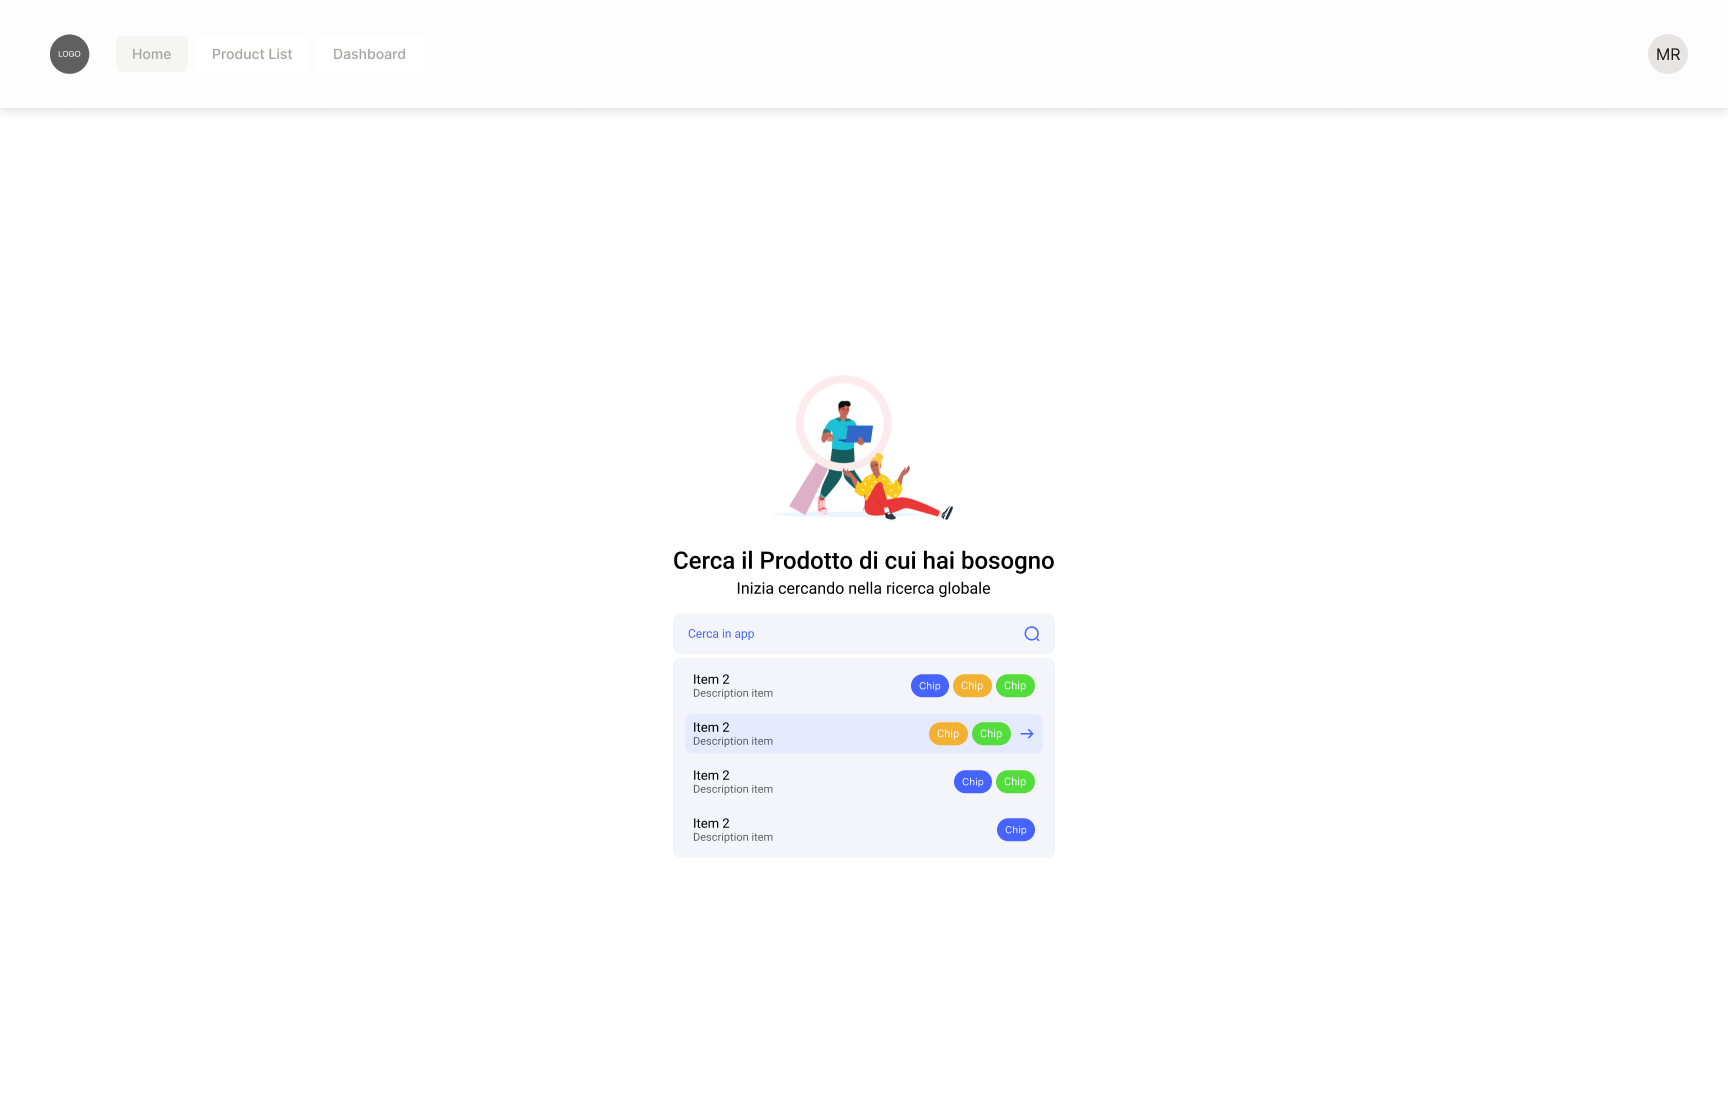 LOGO
Home
Product List
Dashboard
MR
Cerca il Prodotto di cui hai bosogno
Inizia cercando nella ricerca globale
Cerca in app
Item 2
Description item
Chip
Chip
Chip
Item 2
Description item
Chip
Chip
Item 2
Description item
Chip
Chip
Item 2
Description item
Chip